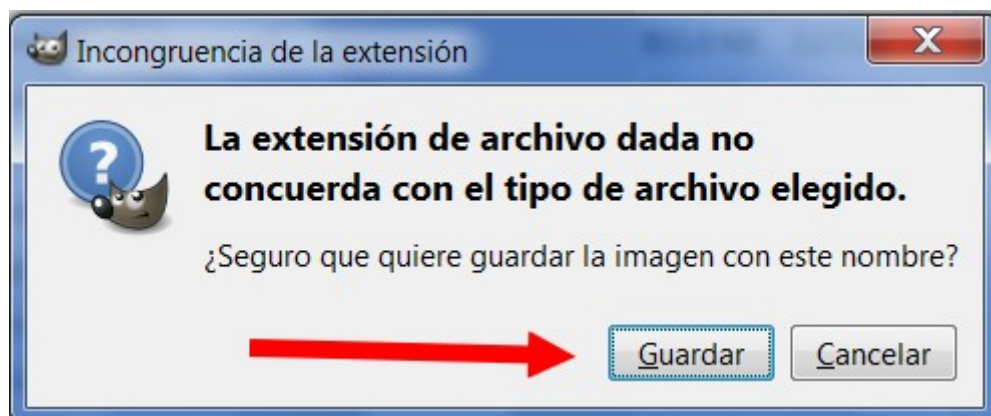 Incongruencia de la extensión
La extensión de archivo dada no
concuerda con el tipo de archivo elegido.
¿Seguro que quiere guardar la imagen con este nombre?
Guardar Cancelar